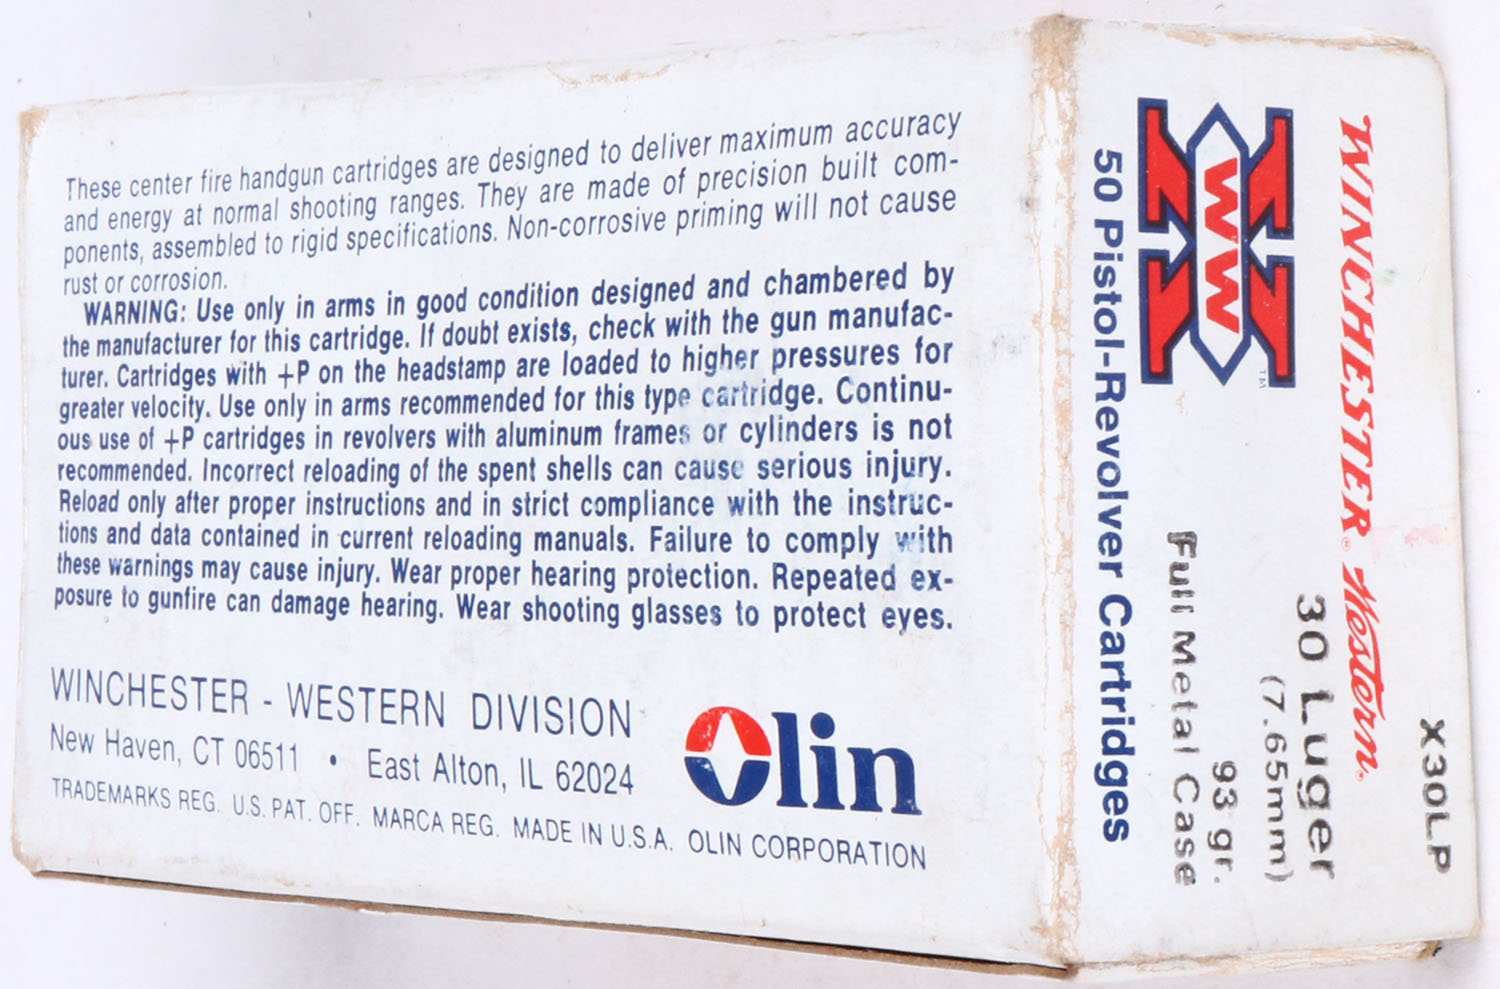 These center fire handgun cartridges are designed to deliver maximum accuracy
and energy at normal shooting ranges. They are made of precision built com-
ponents, assembled to rigid specifications. Non-corrosive priming will not cause
rust or corrosion.
WARNING: Use only in arms in good condition designed and chambered by
the manufacturer for this cartridge. If doubt exists, check with the gun manufac-
turer. Cartridges with +P on the headstamp are loaded to higher pressures for
greater velocity. Use only in arms recommended for this type cartridge. Continu-
ous use of +P cartridges in revolvers with aluminum frames or cylinders is not
recommended. Incorrect reloading of the spent shells can cause serious injury.
Reload only after proper instructions and in strict compliance with the instruc-
tions and data contained in current reloading manuals. Failure to comply with
these warnings may cause injury. Wear proper hearing protection. Repeated ex-
posure to gunfire can damage hearing. Wear shooting glasses to protect eyes.
WINCHESTER - WESTERN DIVISION
New Haven, CT 06511 • East Alton, IL 62024
Olin
TRADEMARKS REG. U.S. PAT. OFF. MARCA REG. MADE IN U.S.A. OLIN CORPORATION
X30LP
WINCHESTER® Western®
30 Luger
(7.65mm)
X WW ™
93 gr.
Full Metal Case
50 Pistol-Revolver Cartridges